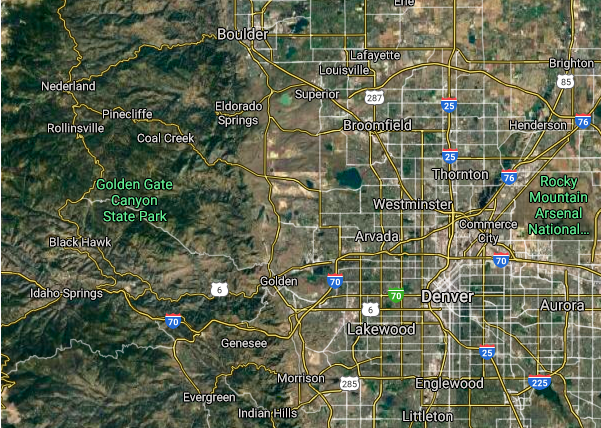 Erie
Boulder
Lafayette
Louisville
Brighton
Nederland
85
Superior
287
Eldorado
Springs
25
Pinecliffe
Rollinsville
Coal Creek
Broomfield
Henderson
76
25
Thornton
76
Golden Gate
Canyon
State Park
Rocky
Mountain
Arsenal
National...
Westminster
Commerce
City
Arvada
Black Hawk
70
Golden
70
6
Idaho Springs
70
Denver
Aurora
6
70
Lakewood
Genesee
25
Morrison
285
Englewood
225
Evergreen
Indian Hills
Littleton